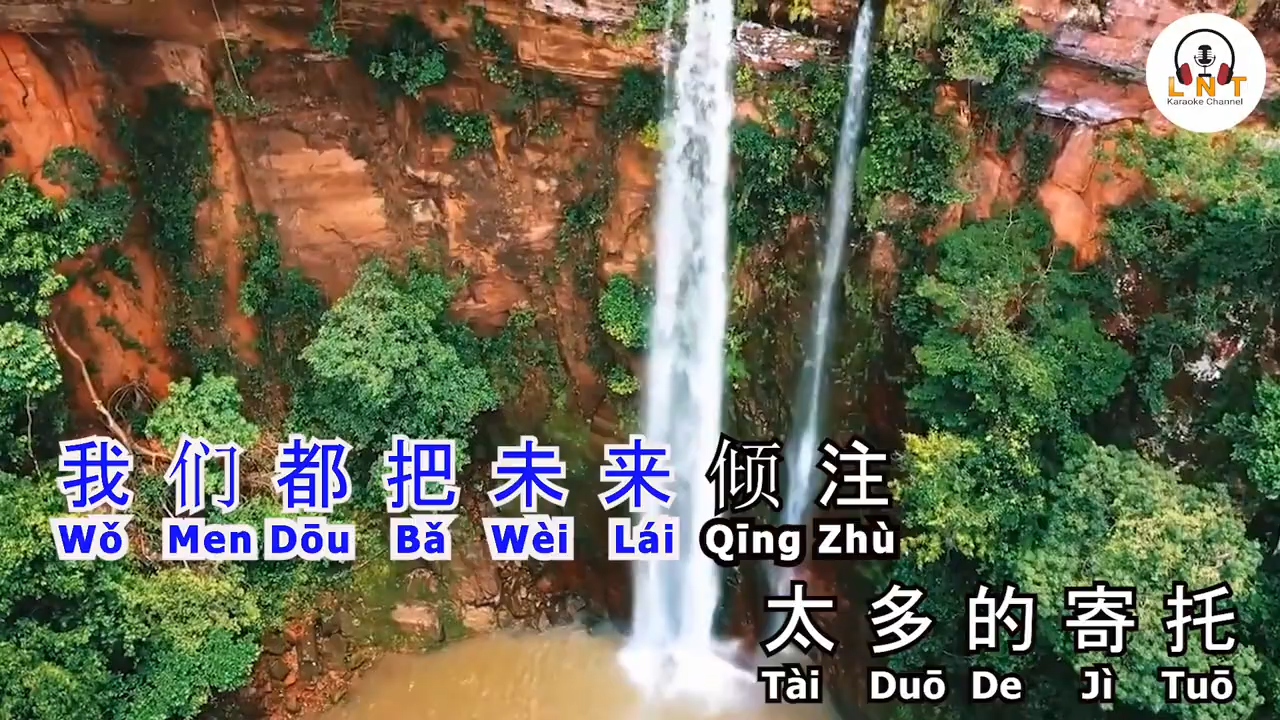 L N T
Karaoke Channel
我们都把未来倾注
Wǒ Men Dōu Bǎ Wèi Lái Qīng Zhù
太多的寄托
Tài Duō De Jì Tuō